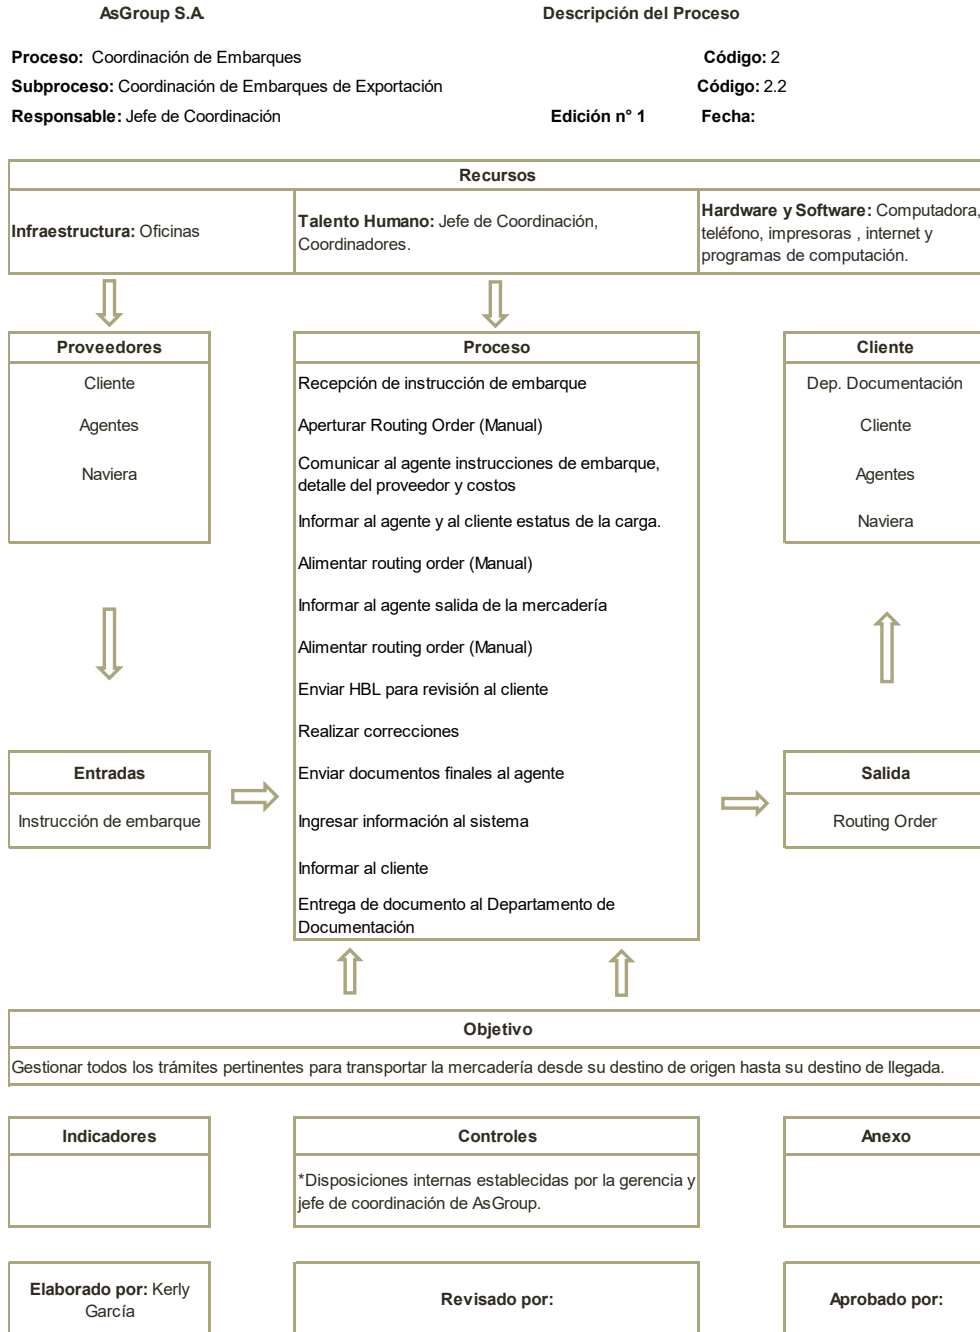 AsGroup S.A.
Descripción del Proceso
Proceso: Coordinación de Embarques
Código: 2
Subproceso: Coordinación de Embarques de Exportación
Código: 2.2
Responsable: Jefe de Coordinación
Edición n° 1
Fecha:
Recursos
Infraestructura: Oficinas
Talento Humano: Jefe de Coordinación,
Coordinadores.
Hardware y Software: Computadora,
teléfono, impresoras , internet y
programas de computación.
Proveedores
Cliente
Agentes
Naviera
Proceso
Recepción de instrucción de embarque
Aperturar Routing Order (Manual)
Comunicar al agente instrucciones de embarque,
detalle del proveedor y costos
Informar al agente y al cliente estatus de la carga.
Alimentar routing order (Manual)
Informar al agente salida de la mercadería
Alimentar routing order (Manual)
Enviar HBL para revisión al cliente
Realizar correcciones
Enviar documentos finales al agente
Ingresar información al sistema
Informar al cliente
Entrega de documento al Departamento de
Documentación
Cliente
Dep. Documentación
Cliente
Agentes
Naviera
Entradas
Instrucción de embarque
Salida
Routing Order
Objetivo
Gestionar todos los trámites pertinentes para transportar la mercadería desde su destino de origen hasta su destino de llegada.
Indicadores
Controles
*Disposiciones internas establecidas por la gerencia y
jefe de coordinación de AsGroup.
Anexo
Elaborado por: Kerly
García
Revisado por:
Aprobado por: